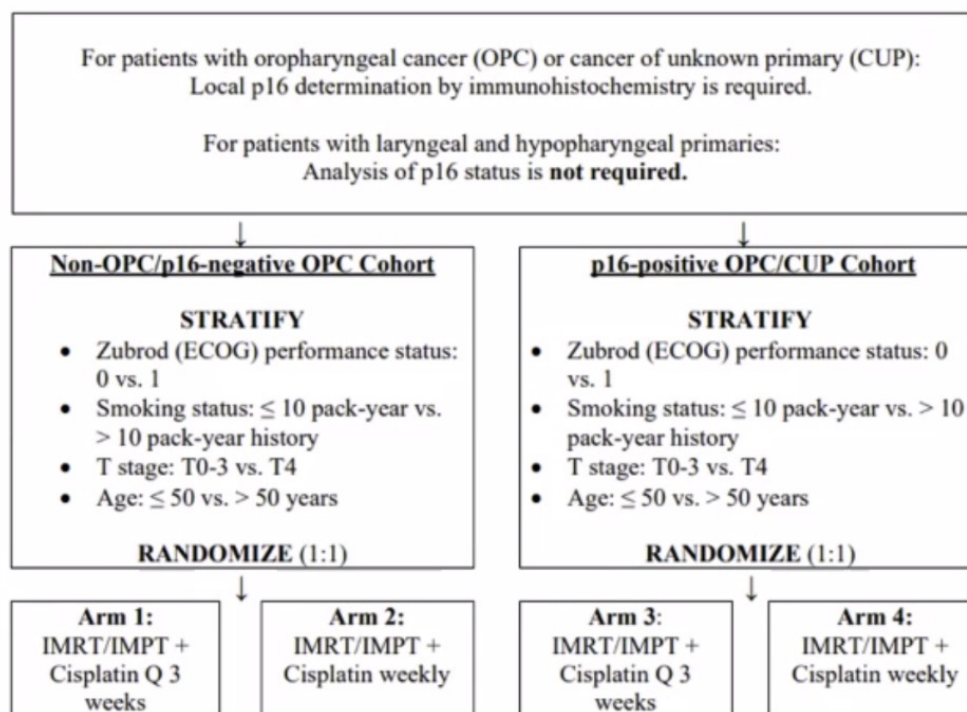 For patients with oropharyngeal cancer (OPC) or cancer of unknown primary (CUP):
Local p16 determination by immunohistochemistry is required.
For patients with laryngeal and hypopharyngeal primaries:
Analysis of p16 status is not required.
↓
↓
Non-OPC/p16-negative OPC Cohort
STRATIFY
• Zubrod (ECOG) performance status:
0 vs. 1
• Smoking status: ≤ 10 pack-year vs.
> 10 pack-year history
• T stage: T0-3 vs. T4
• Age: ≤ 50 vs. > 50 years
RANDOMIZE (1:1)
p16-positive OPC/CUP Cohort
STRATIFY
• Zubrod (ECOG) performance status: 0
vs. 1
• Smoking status: ≤ 10 pack-year vs. > 10
pack-year history
• T stage: T0-3 vs. T4
• Age: ≤ 50 vs. > 50 years
RANDOMIZE (1:1)
↓
↓
Arm 1:
IMRT/IMPT +
Cisplatin Q 3
weeks
Arm 2:
IMRT/IMPT +
Cisplatin weekly
Arm 3:
IMRT/IMPT +
Cisplatin Q 3
weeks
Arm 4:
IMRT/IMPT +
Cisplatin weekly